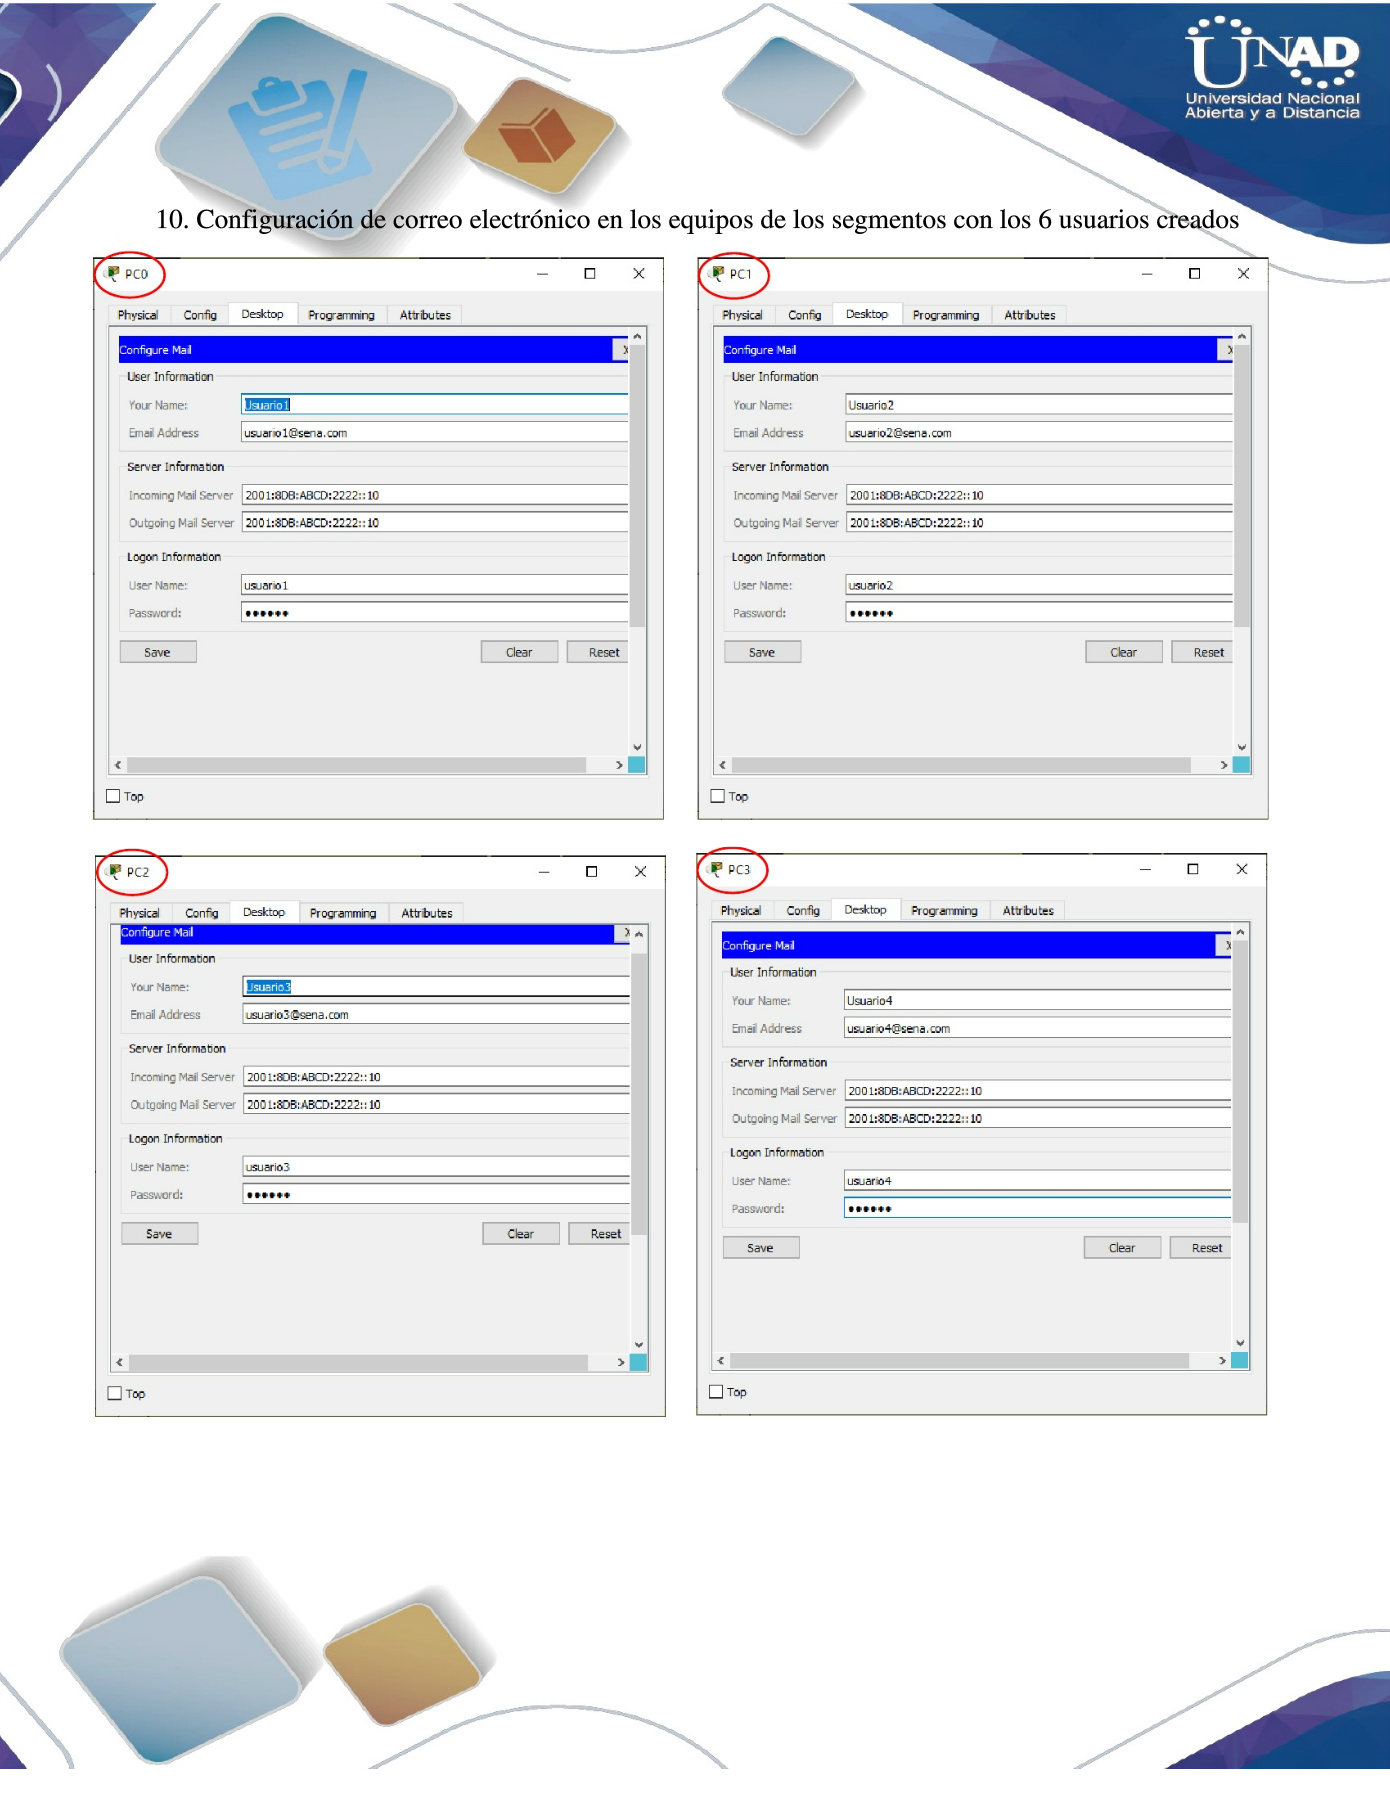 UNAD
Universidad Nacional
Abierta y a Distancia
10. Configuración de correo electrónico en los equipos de los segmentos con los 6 usuarios creados
PC0
Physical Config Desktop Programming Attributes
Configure Mail X
User Information
Your Name: Usuario1
Email Address usuario1@sena.com
Server Information
Incoming Mail Server 2001:8DB:ABCD:2222::10
Outgoing Mail Server 2001:8DB:ABCD:2222::10
Logon Information
User Name: usuario1
Password: ••••••
Save Clear Reset
Top
PC1
Physical Config Desktop Programming Attributes
Configure Mail X
User Information
Your Name: Usuario2
Email Address usuario2@sena.com
Server Information
Incoming Mail Server 2001:8DB:ABCD:2222::10
Outgoing Mail Server 2001:8DB:ABCD:2222::10
Logon Information
User Name: usuario2
Password: ••••••
Save Clear Reset
Top
PC2
Physical Config Desktop Programming Attributes
Configure Mail X
User Information
Your Name: Usuario3
Email Address usuario3@sena.com
Server Information
Incoming Mail Server 2001:8DB:ABCD:2222::10
Outgoing Mail Server 2001:8DB:ABCD:2222::10
Logon Information
User Name: usuario3
Password: ••••••
Save Clear Reset
Top
PC3
Physical Config Desktop Programming Attributes
Configure Mail X
User Information
Your Name: Usuario4
Email Address usuario4@sena.com
Server Information
Incoming Mail Server 2001:8DB:ABCD:2222::10
Outgoing Mail Server 2001:8DB:ABCD:2222::10
Logon Information
User Name: usuario4
Password: ••••••
Save Clear Reset
Top